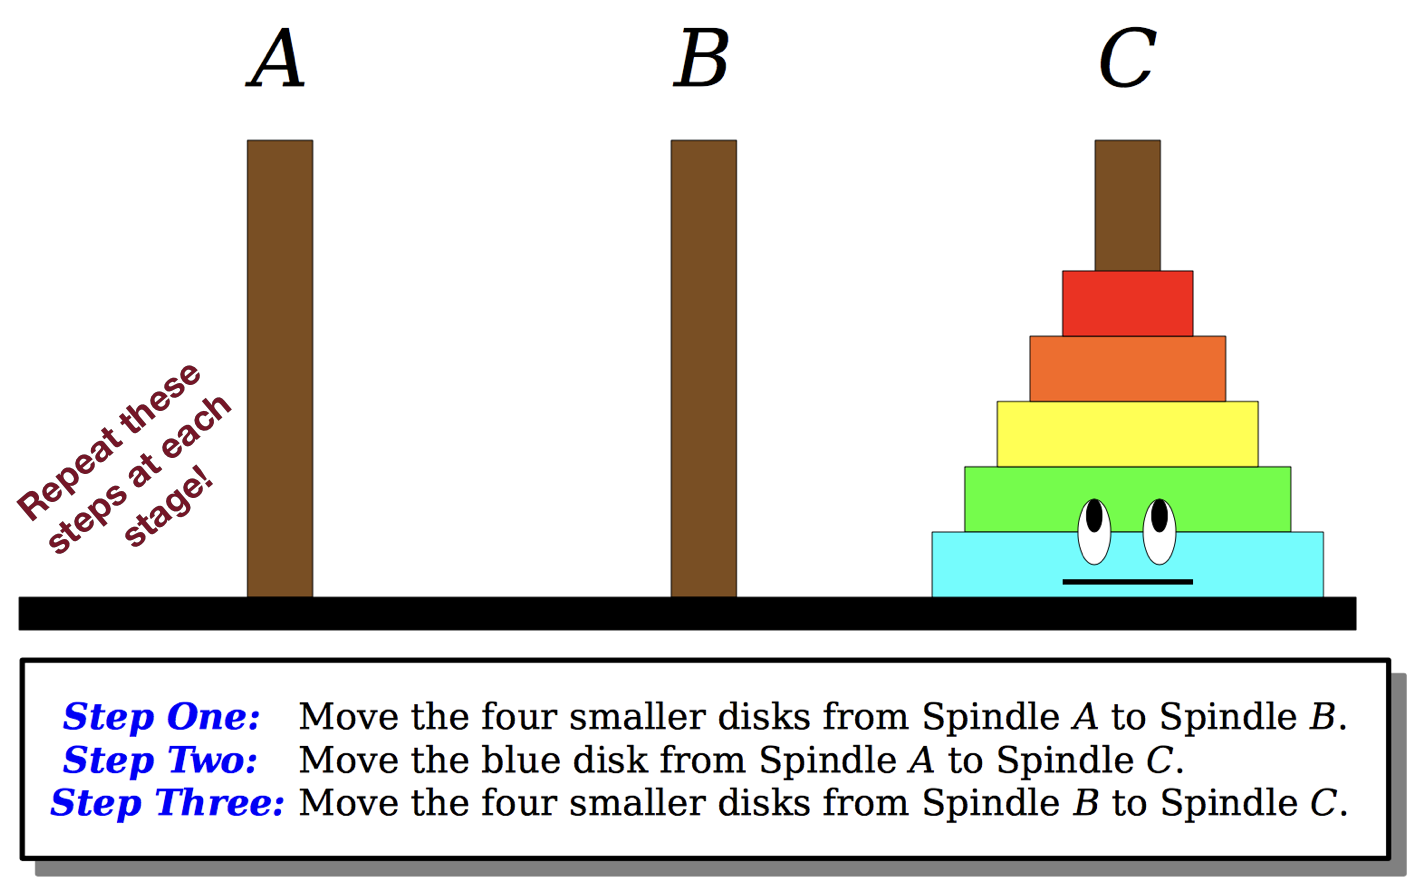 A B C
Repeat these
steps at each
stage!
Step One: Move the four smaller disks from Spindle A to Spindle B.
Step Two: Move the blue disk from Spindle A to Spindle C.
Step Three: Move the four smaller disks from Spindle B to Spindle C.